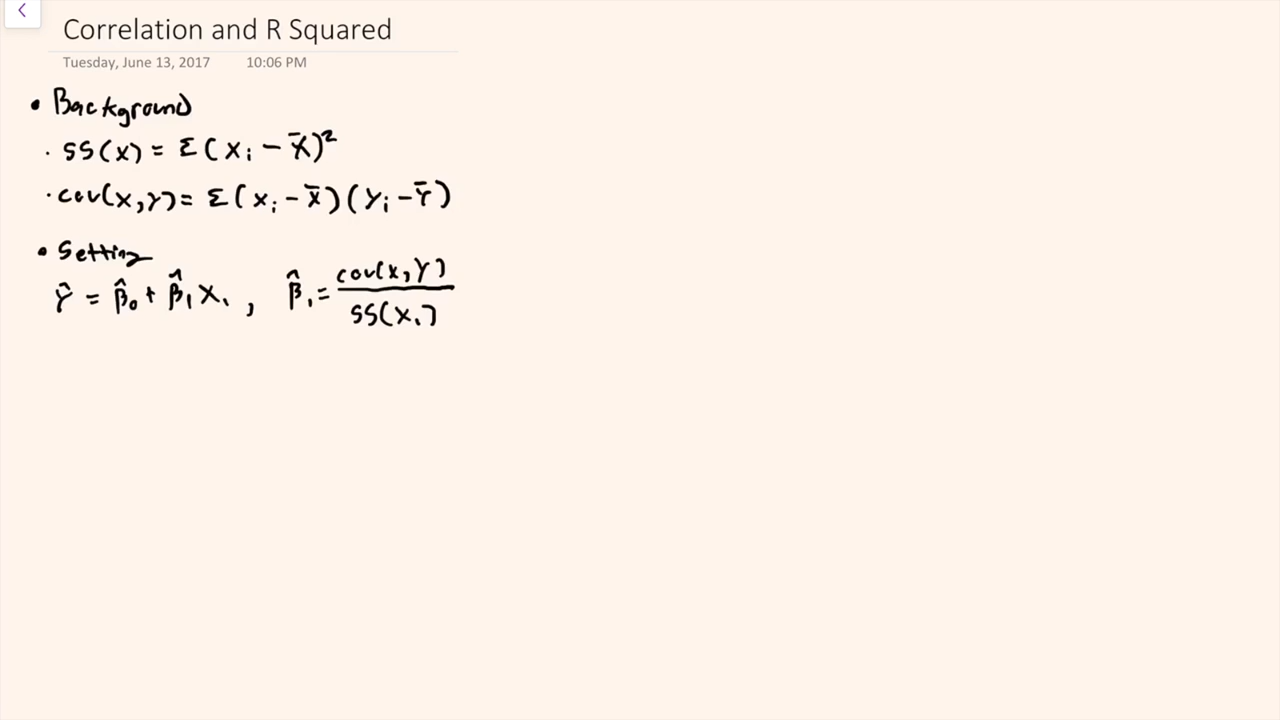 Correlation and R Squared
Tuesday, June 13, 2017 10:06 PM
• Background
· SS(X) = Σ(Xᵢ − X̄)²
· cov(X,Y) = Σ(Xᵢ − X̄)(Yᵢ − Ȳ)
• Setting
Ŷ = β̂₀ + β̂₁X₁ , β̂₁ = cov(X,Y) / SS(X₁)